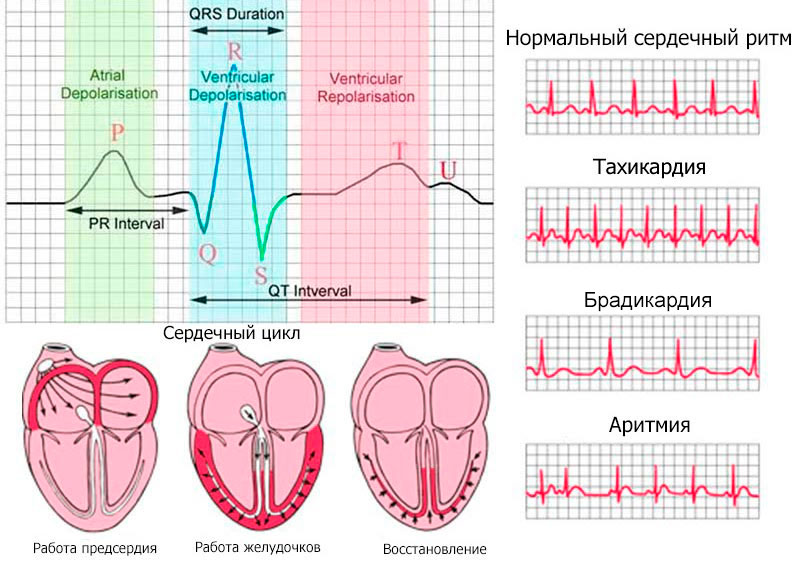 QRS Duration
R
Atrial
Depolarisation
Ventricular
Depolarisation
Ventricular
Repolarisation
P
T
U
PR Interval
Q
S
QT Intverval
Сердечный цикл
Работа предсердия
Работа желудочков
Восстановление
Нормальный сердечный ритм
Тахикардия
Брадикардия
Аритмия